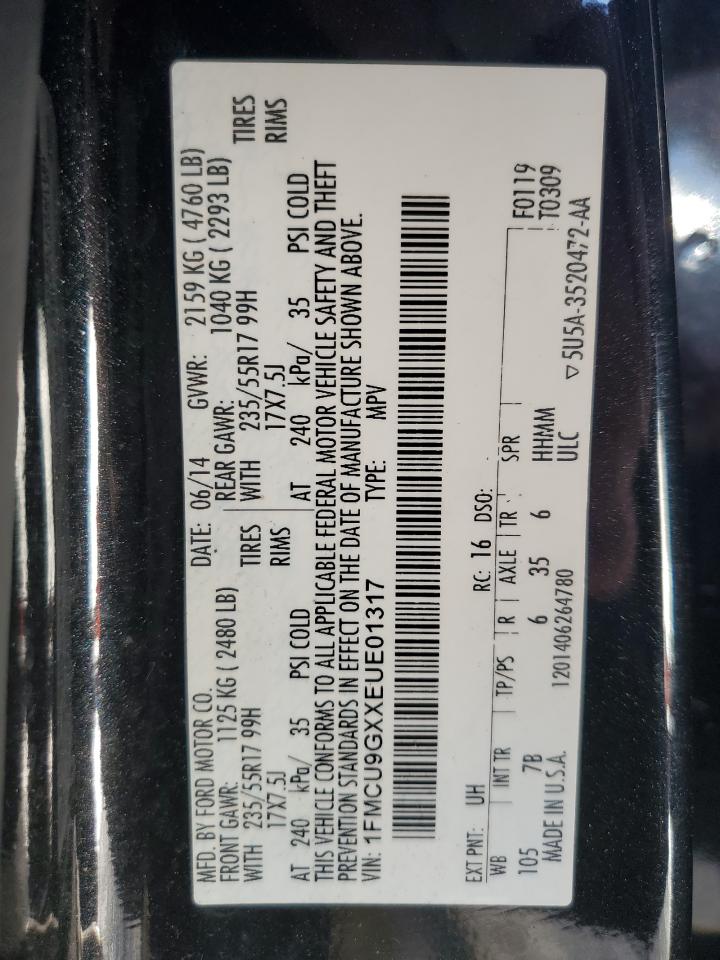 MFD. BY FORD MOTOR CO.
DATE: 06/14 GVWR: 2159 KG ( 4760 LB)
FRONT GAWR: 1125 KG ( 2480 LB) REAR GAWR: 1040 KG ( 2293 LB)
WITH 235/55R17 99H TIRES WITH 235/55R17 99H TIRES
17X7.5J RIMS 17X7.5J RIMS
AT 240 kPa/ 35 PSI COLD AT 240 kPa/ 35 PSI COLD
THIS VEHICLE CONFORMS TO ALL APPLICABLE FEDERAL MOTOR VEHICLE SAFETY AND THEFT
PREVENTION STANDARDS IN EFFECT ON THE DATE OF MANUFACTURE SHOWN ABOVE.
VIN: 1FMCU9GXXEUE01317 TYPE: MPV
EXT PNT: UH RC: 16 DSO: F0119
WB INT TR TP/PS R AXLE TR SPR T0309
105 7B 6 35 6 HHMM
MADE IN U.S.A. 1201406264780 ULC ▽5U5A-3520472-AA